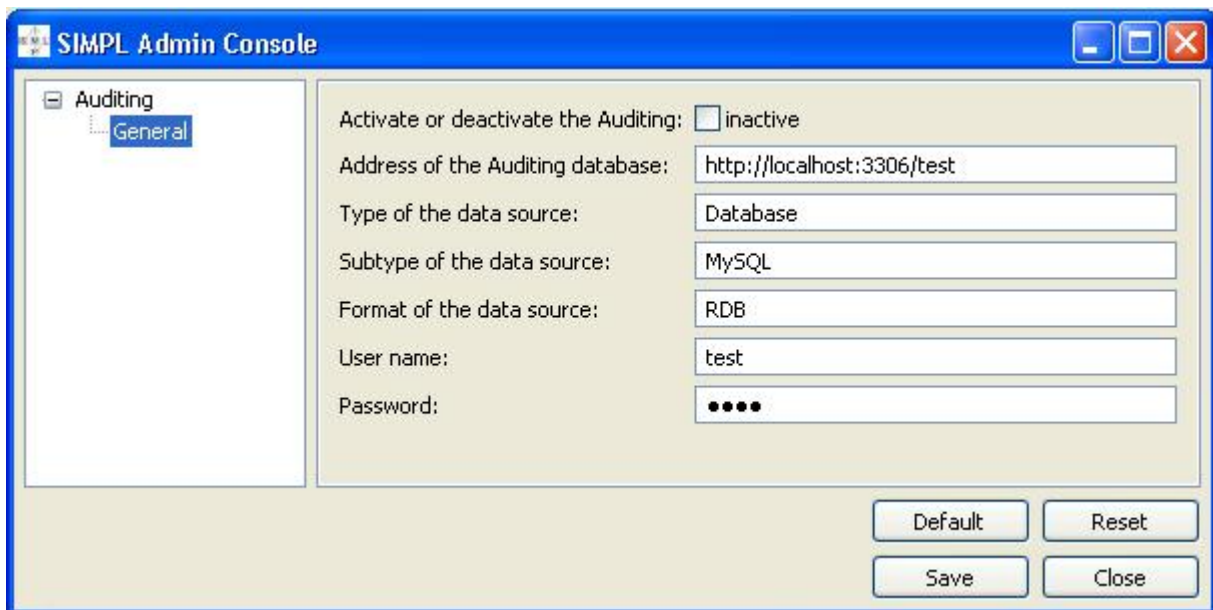 SIMPL Admin Console
Auditing
General
Activate or deactivate the Auditing: inactive
Address of the Auditing database: http://localhost:3306/test
Type of the data source: Database
Subtype of the data source: MySQL
Format of the data source: RDB
User name: test
Password: ●●●●
Default Reset
Save Close